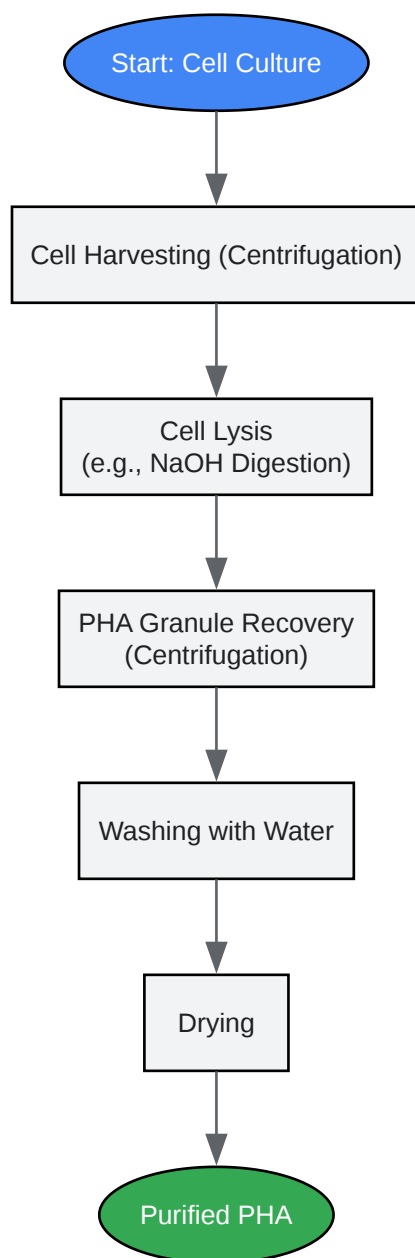 Start: Cell Culture
Cell Harvesting (Centrifugation)
Cell Lysis
(e.g., NaOH Digestion)
PHA Granule Recovery
(Centrifugation)
Washing with Water
Drying
Purified PHA